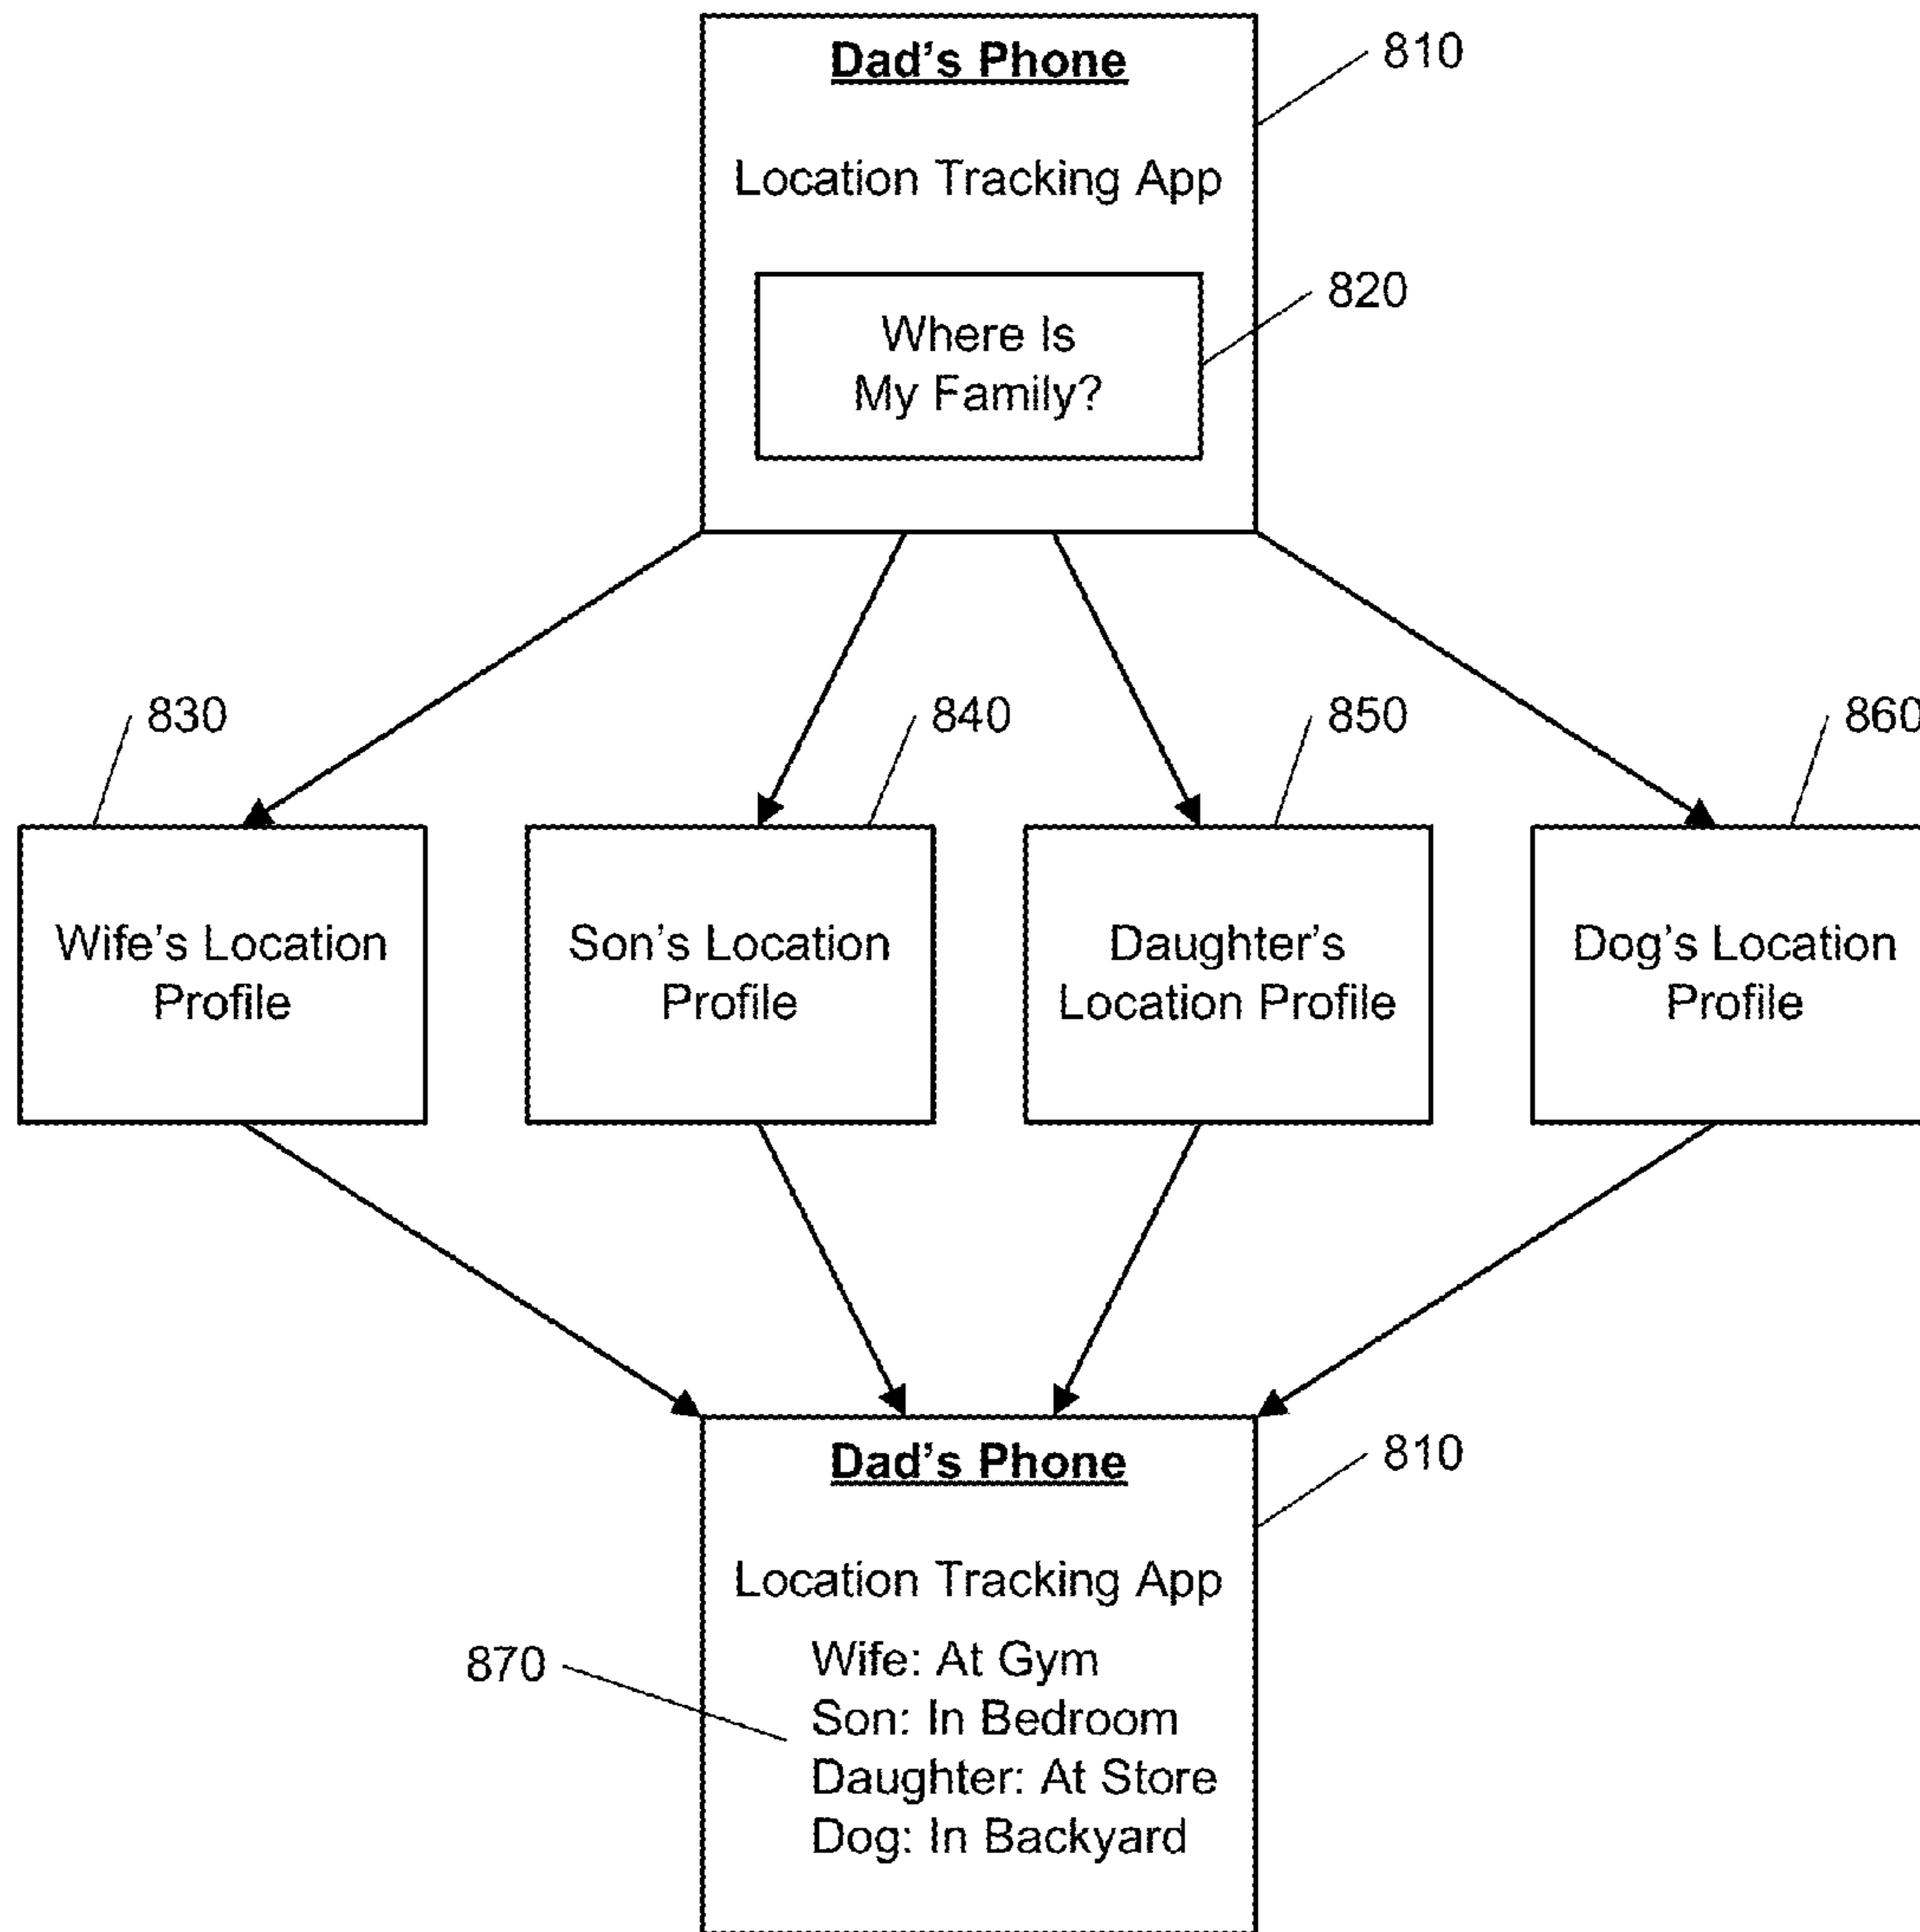 Dad's Phone
810
Location Tracking App
820
Where Is
My Family?
830
840
850
860
Wife's Location
Profile
Son's Location
Profile
Daughter's
Location Profile
Dog's Location
Profile
Dad's Phone
810
Location Tracking App
870
Wife: At Gym
Son: In Bedroom
Daughter: At Store
Dog: In Backyard